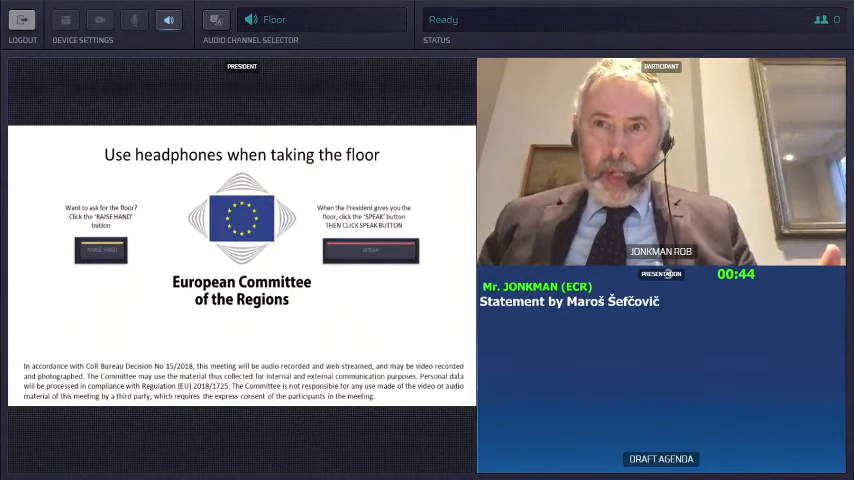 Floor
Ready
0
LOGOUT
DEVICE SETTINGS
AUDIO CHANNEL SELECTOR
STATUS
PRESIDENT
Use headphones when taking the floor
Want to ask for the floor?
Click the 'RAISE HAND'
button
RAISE HAND
When the President gives you the
floor, click the 'SPEAK' button
THEN CLICK SPEAK BUTTON
SPEAK
European Committee
of the Regions
In accordance with CoR Bureau Decision No 15/2018, this meeting will be audio-recorded and web-streamed, and may be video recorded
and photographed. The Committee may use the material thus collected for internal and external communication purposes. Personal data
will be processed in compliance with Regulation (EU) 2018/1725. The Committee is not responsible for any use made of the video or audio
material of this meeting by a third party, which requires the express consent of the participants in the meeting.
PARTICIPANT
JONKMAN ROB
PRESENTATION
00:44
Mr. JONKMAN (ECR)
Statement by Maroš Šefčovič
DRAFT AGENDA